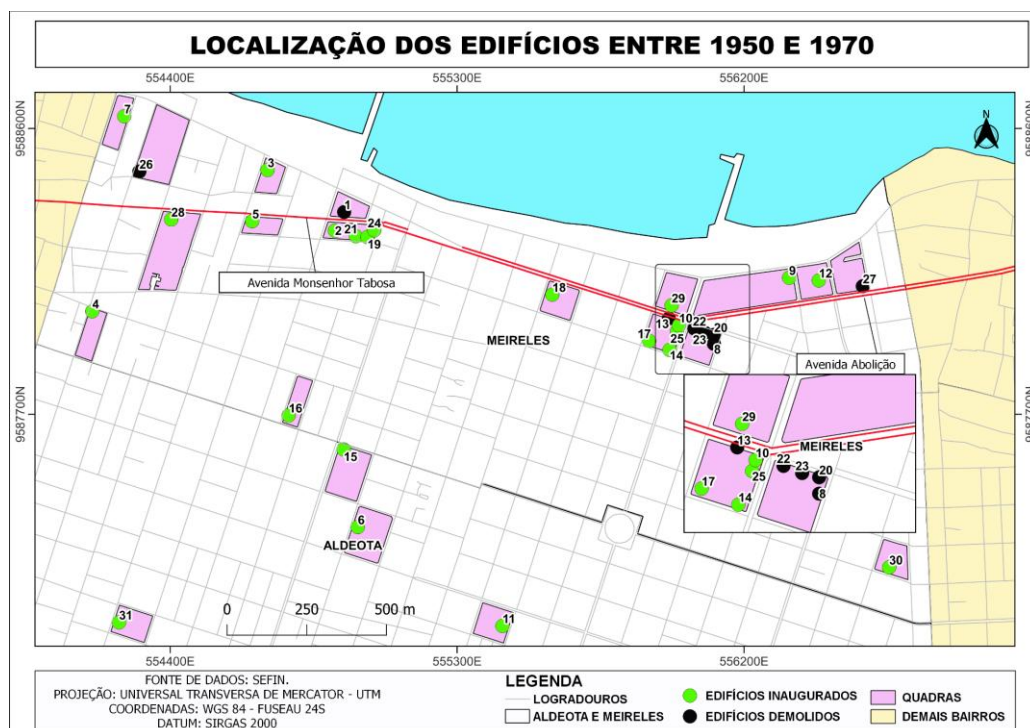 LOCALIZAÇÃO DOS EDIFÍCIOS ENTRE 1950 E 1970
554400E 555300E 556200E
9588600N 9588600N
7
26
3
28
5
1
2 21 24
19
Avenida Monsenhor Tabosa
4
18
9 12 27
29
13 10 22
20
17 25 23 8
14
MEIRELES
Avenida Abolição
9587700N 9587700N
16
15
6
ALDEOTA
29
MEIRELES
13
10 22 23 20
25 8
17 14
30
31
11
0 250 500 m
N
554400E 555300E 556200E
FONTE DE DADOS: SEFIN.
PROJEÇÃO: UNIVERSAL TRANSVERSA DE MERCATOR - UTM
COORDENADAS: WGS 84 - FUSEAU 24S
DATUM: SIRGAS 2000
LEGENDA
LOGRADOUROS
ALDEOTA E MEIRELES
EDIFÍCIOS INAUGURADOS
EDIFÍCIOS DEMOLIDOS
QUADRAS
DEMAIS BAIRROS